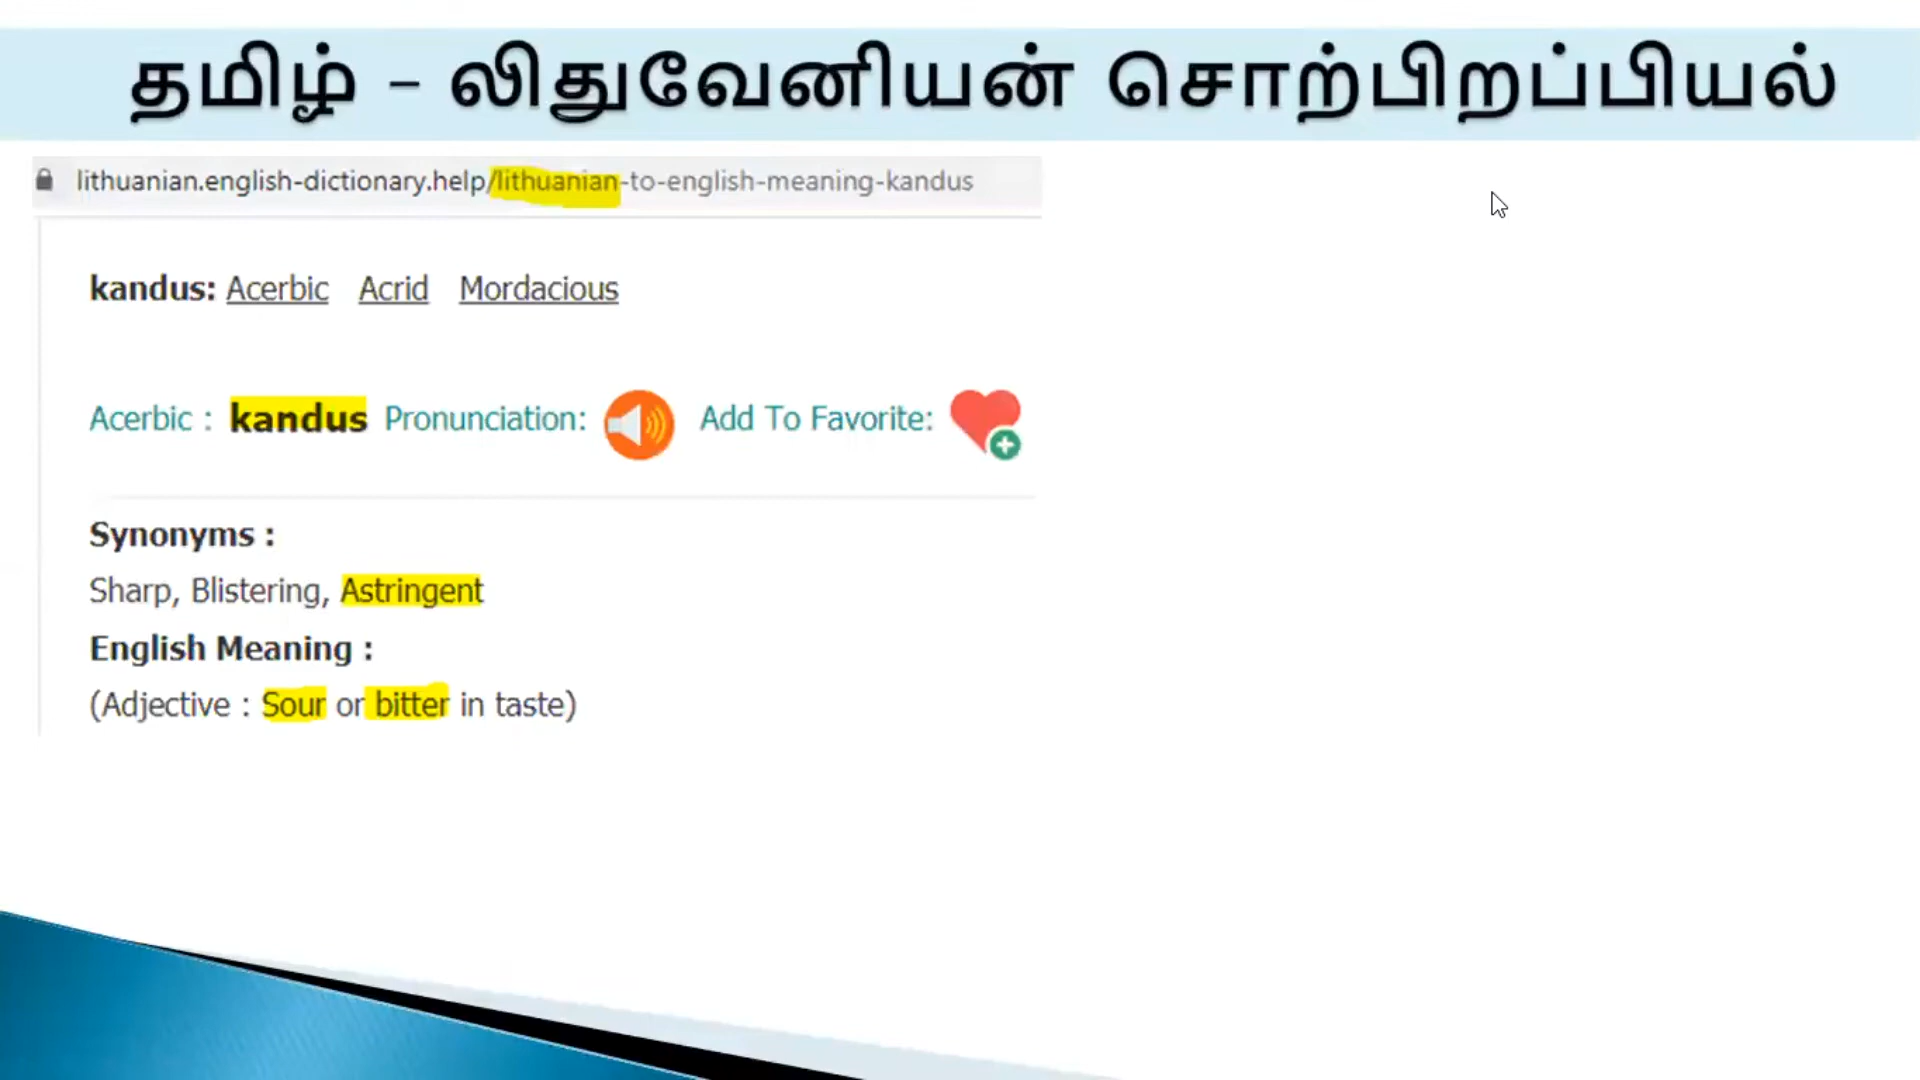 தமிழ் – லிதுவேனியன் சொற்பிறப்பியல்
lithuanian.english-dictionary.help/lithuanian-to-english-meaning-kandus
kandus: Acerbic Acrid Mordacious
Acerbic : kandus Pronunciation: Add To Favorite:
Synonyms :
Sharp, Blistering, Astringent
English Meaning :
(Adjective : Sour or bitter in taste)